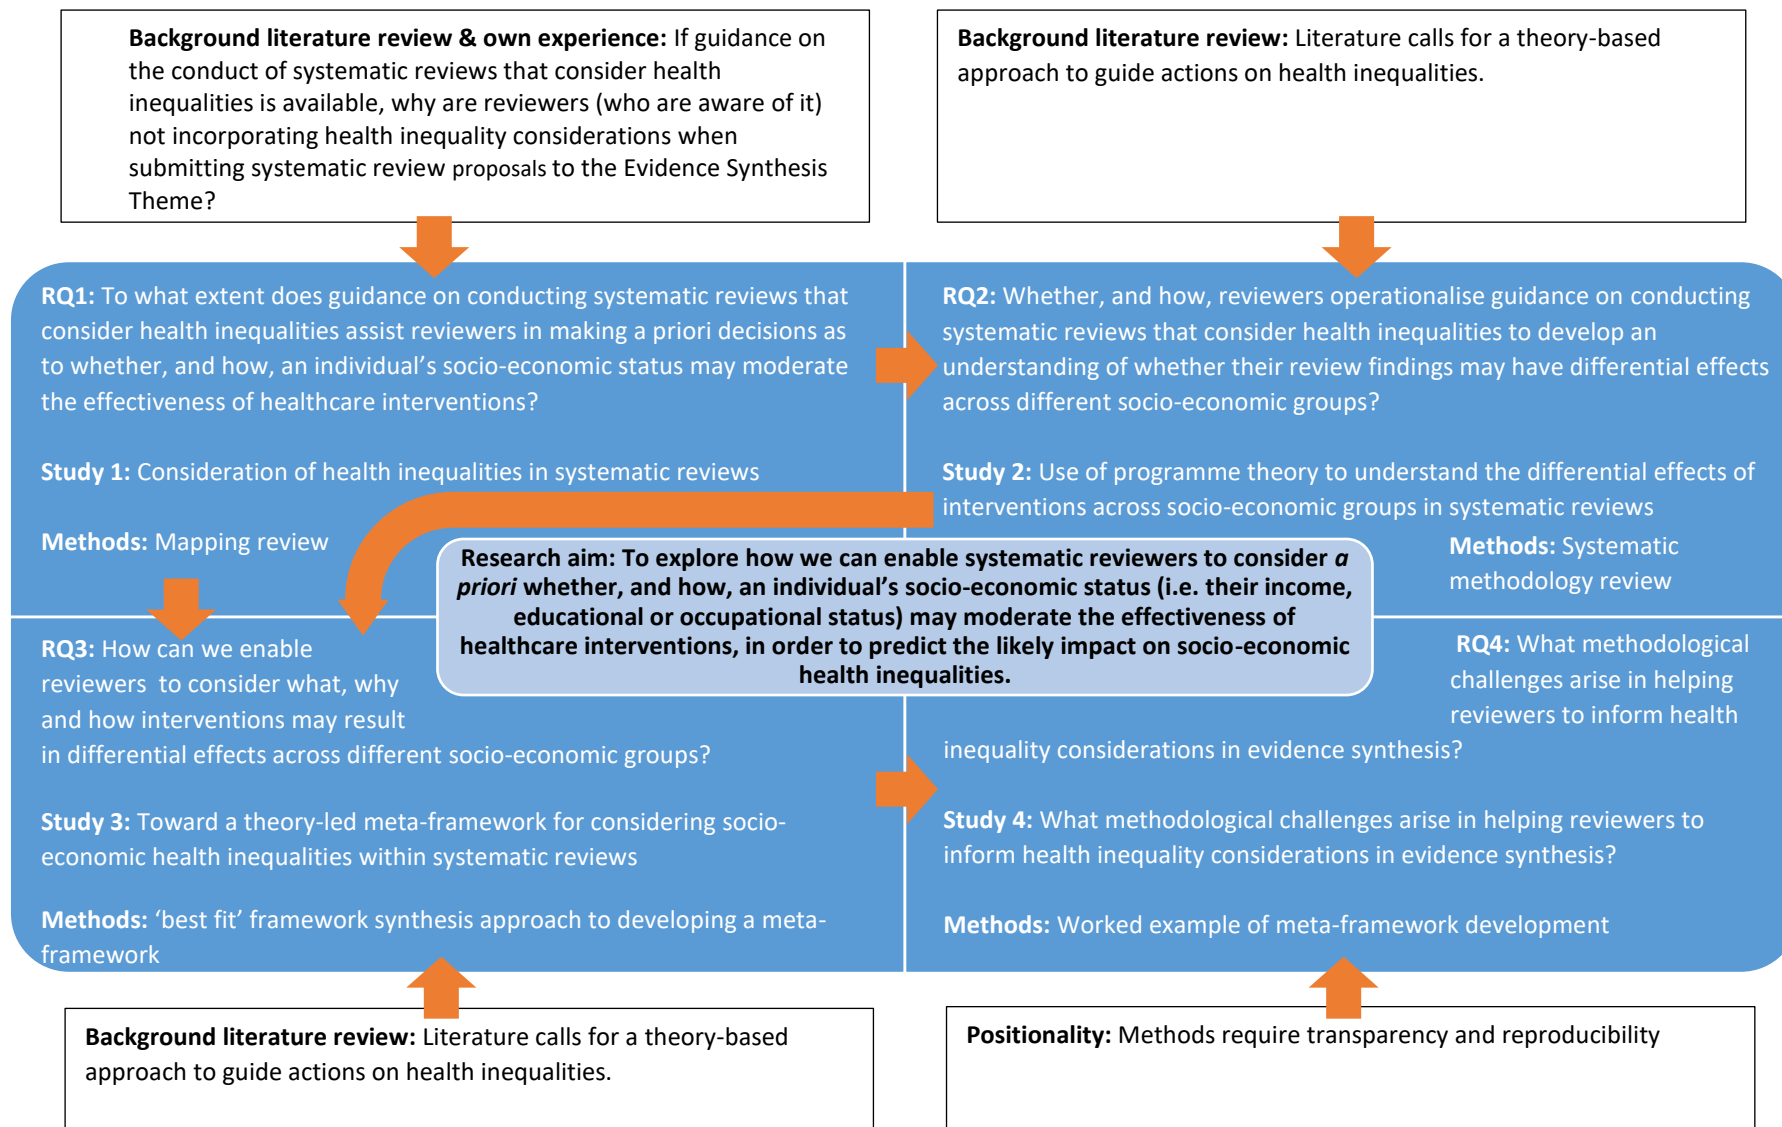 Background literature review & own experience: If guidance on
the conduct of systematic reviews that consider health
inequalities is available, why are reviewers (who are aware of it)
not incorporating health inequality considerations when
submitting systematic review proposals to the Evidence Synthesis
Theme?
Background literature review: Literature calls for a theory-based
approach to guide actions on health inequalities.
RQ1: To what extent does guidance on conducting systematic reviews that
consider health inequalities assist reviewers in making a priori decisions as
to whether, and how, an individual’s socio-economic status may moderate
the effectiveness of healthcare interventions?
Study 1: Consideration of health inequalities in systematic reviews
Methods: Mapping review
RQ2: Whether, and how, reviewers operationalise guidance on conducting
systematic reviews that consider health inequalities to develop an
understanding of whether their review findings may have differential effects
across different socio-economic groups?
Study 2: Use of programme theory to understand the differential effects of
interventions across socio-economic groups in systematic reviews
Methods: Systematic
methodology review
Research aim: To explore how we can enable systematic reviewers to consider a
priori whether, and how, an individual’s socio-economic status (i.e. their income,
educational or occupational status) may moderate the effectiveness of
healthcare interventions, in order to predict the likely impact on socio-economic
health inequalities.
RQ3: How can we enable
reviewers to consider what, why
and how interventions may result
in differential effects across different socio-economic groups?
Study 3: Toward a theory-led meta-framework for considering socio-
economic health inequalities within systematic reviews
Methods: ‘best fit’ framework synthesis approach to developing a meta-
framework
RQ4: What methodological
challenges arise in helping
reviewers to inform health
inequality considerations in evidence synthesis?
Study 4: What methodological challenges arise in helping reviewers to
inform health inequality considerations in evidence synthesis?
Methods: Worked example of meta-framework development
Background literature review: Literature calls for a theory-based
approach to guide actions on health inequalities.
Positionality: Methods require transparency and reproducibility